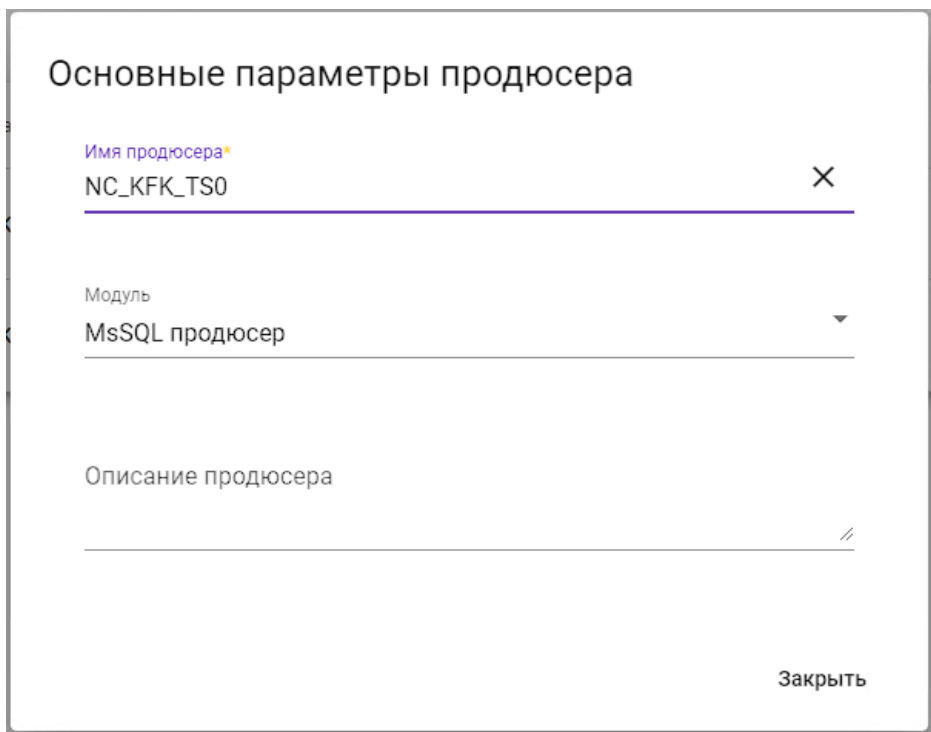 Основные параметры продюсера
Имя продюсера*
NC_KFK_TS0
Модуль
MsSQL продюсер
Описание продюсера
Закрыть